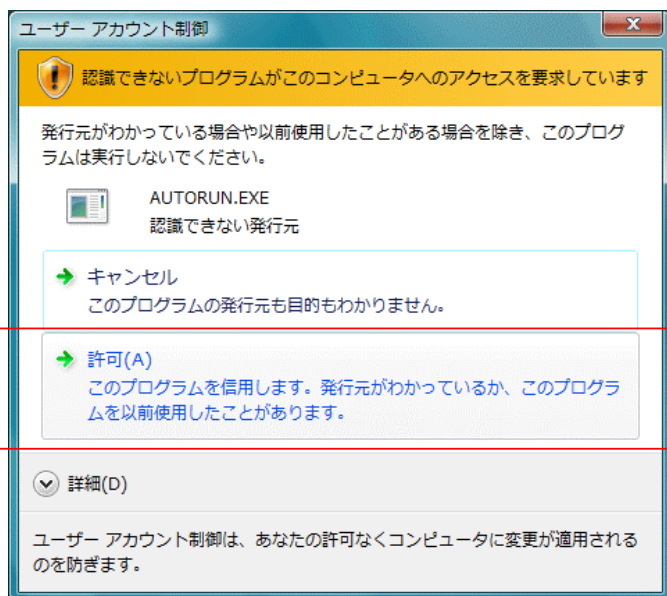 ユーザー アカウント制御
認識できないプログラムがこのコンピュータへのアクセスを要求しています
発行元がわかっている場合や以前使用したことがある場合を除き、このプログ
ラムは実行しないでください。
AUTORUN.EXE
認識できない発行元
キャンセル
このプログラムの発行元も目的もわかりません。
許可(A)
このプログラムを信用します。発行元がわかっているか、このプログラ
ムを以前使用したことがあります。
詳細(D)
ユーザー アカウント制御は、あなたの許可なくコンピュータに変更が適用される
のを防ぎます。